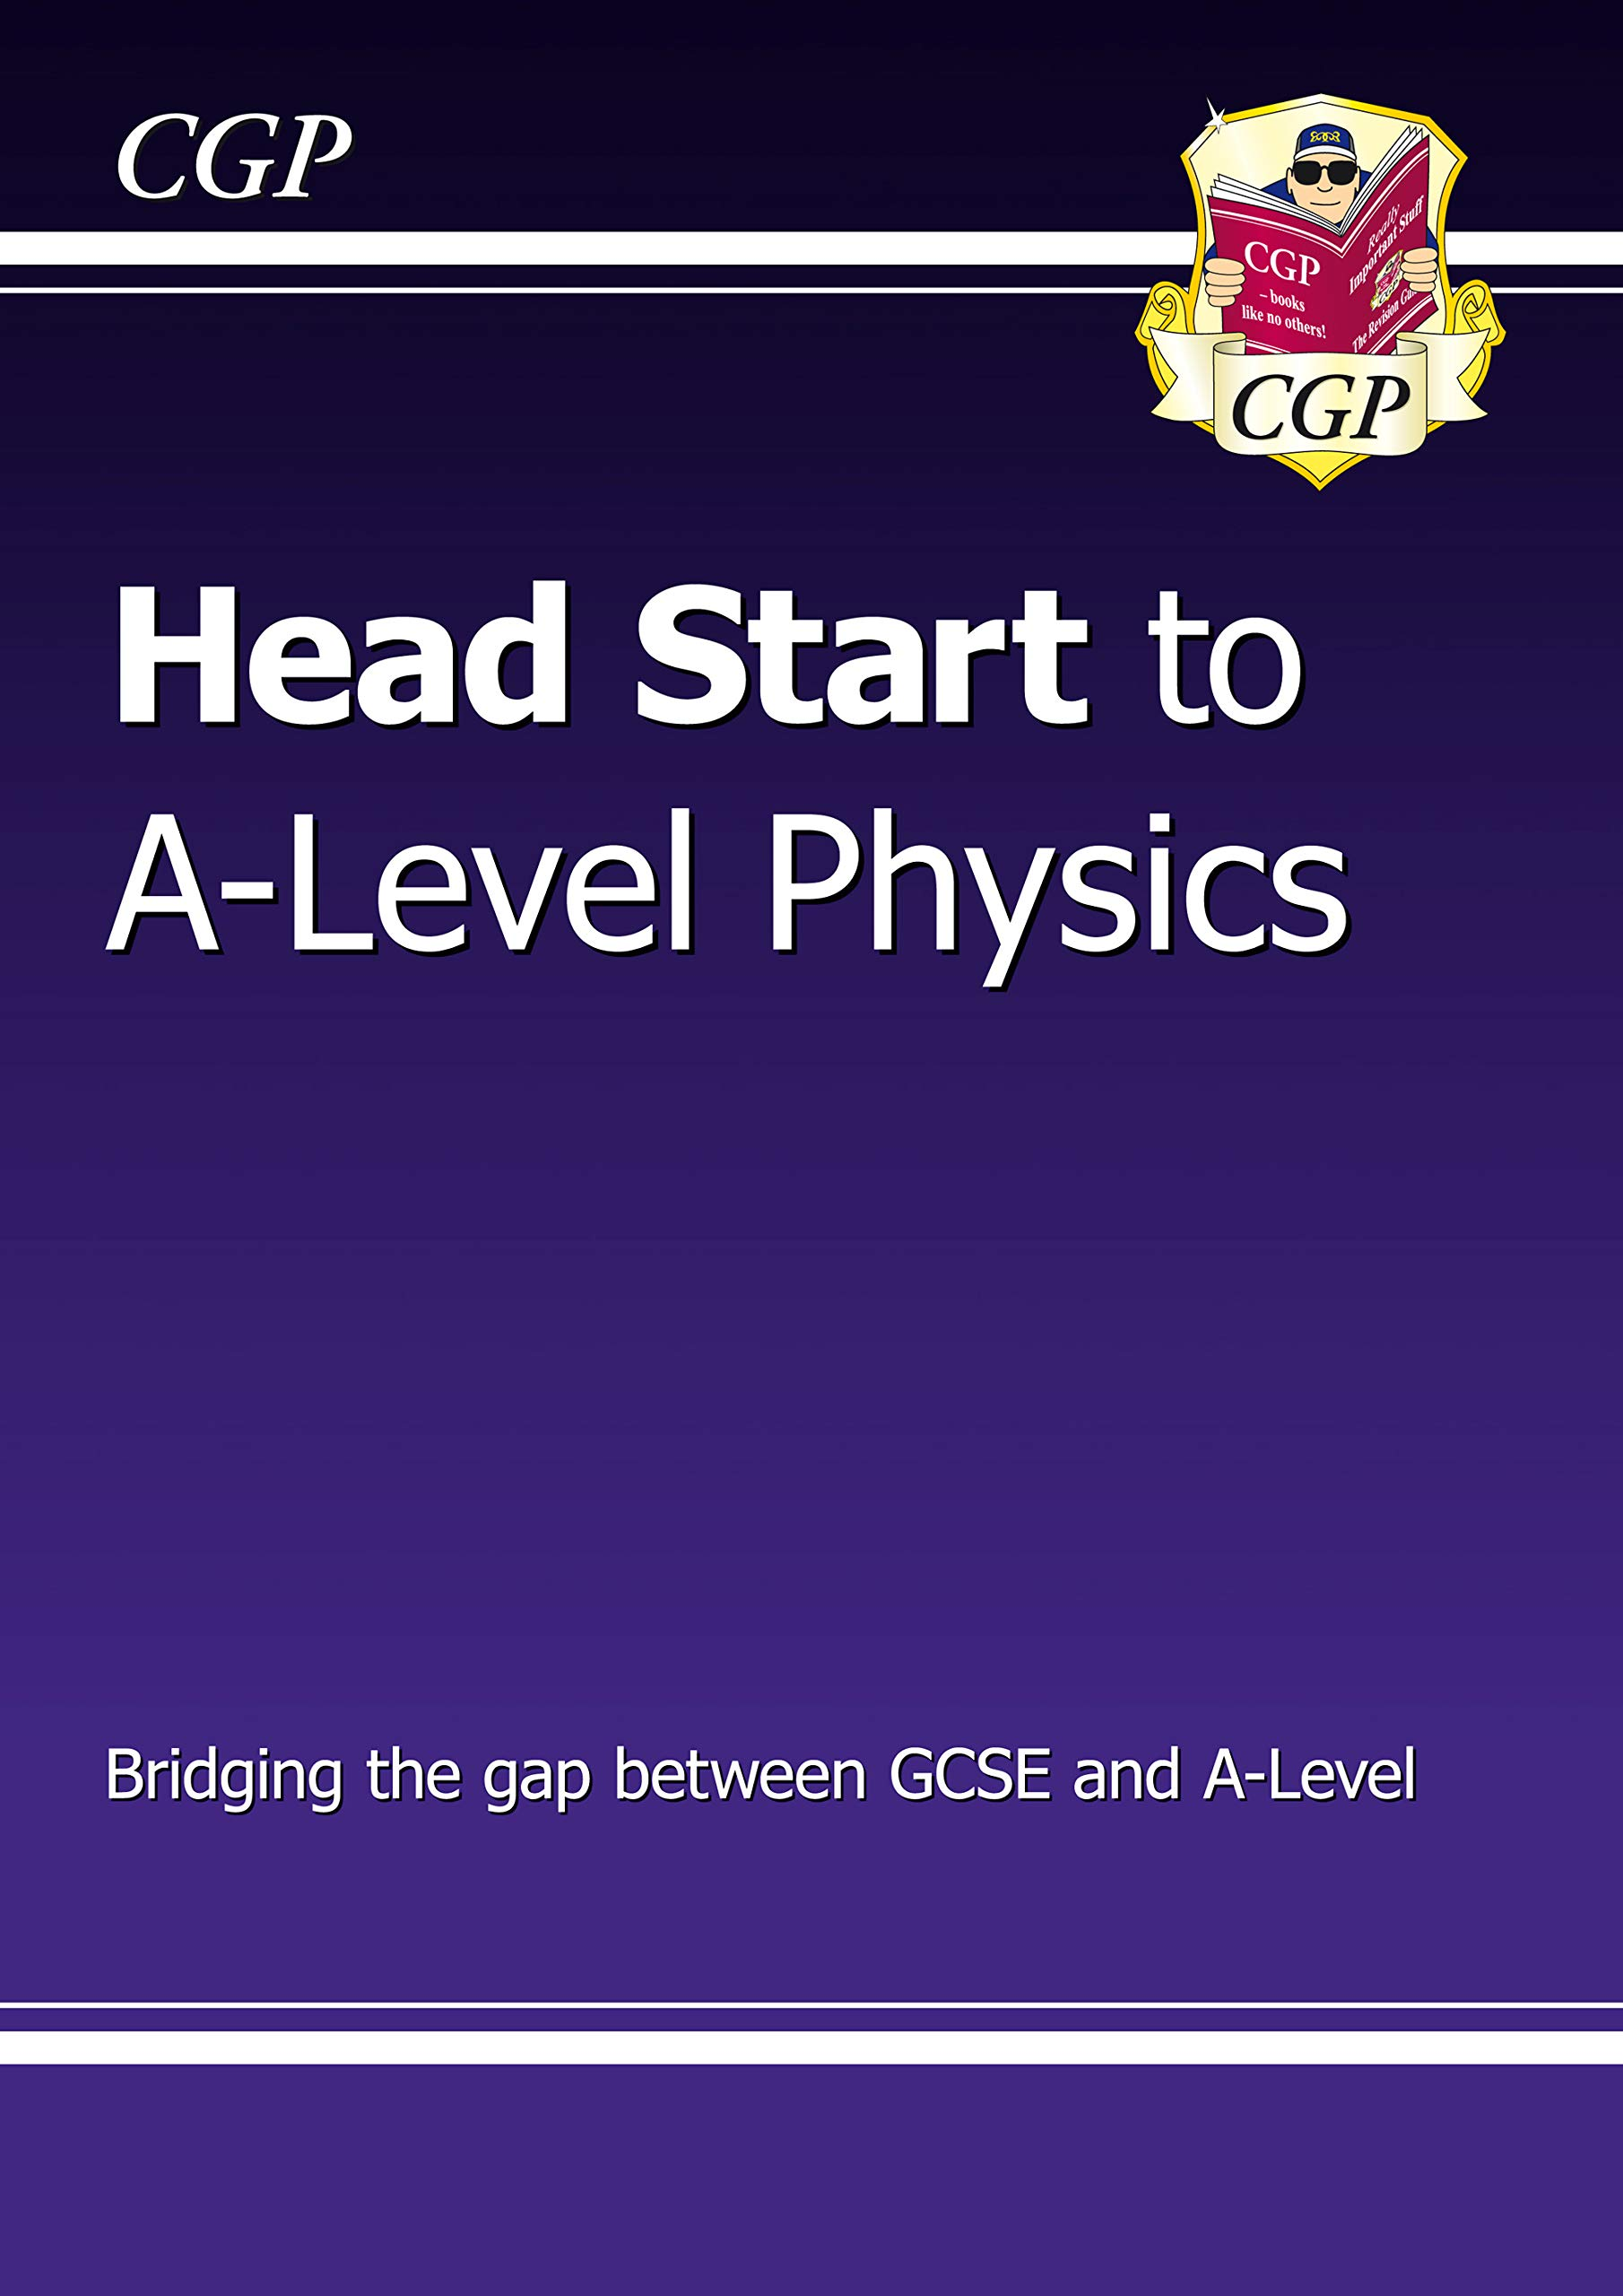 CGP
CGP
– books
like no others!
Really
Important Stuff
CGP
The Revision
CGP
Head Start to
A-Level Physics
Bridging the gap between GCSE and A-Level